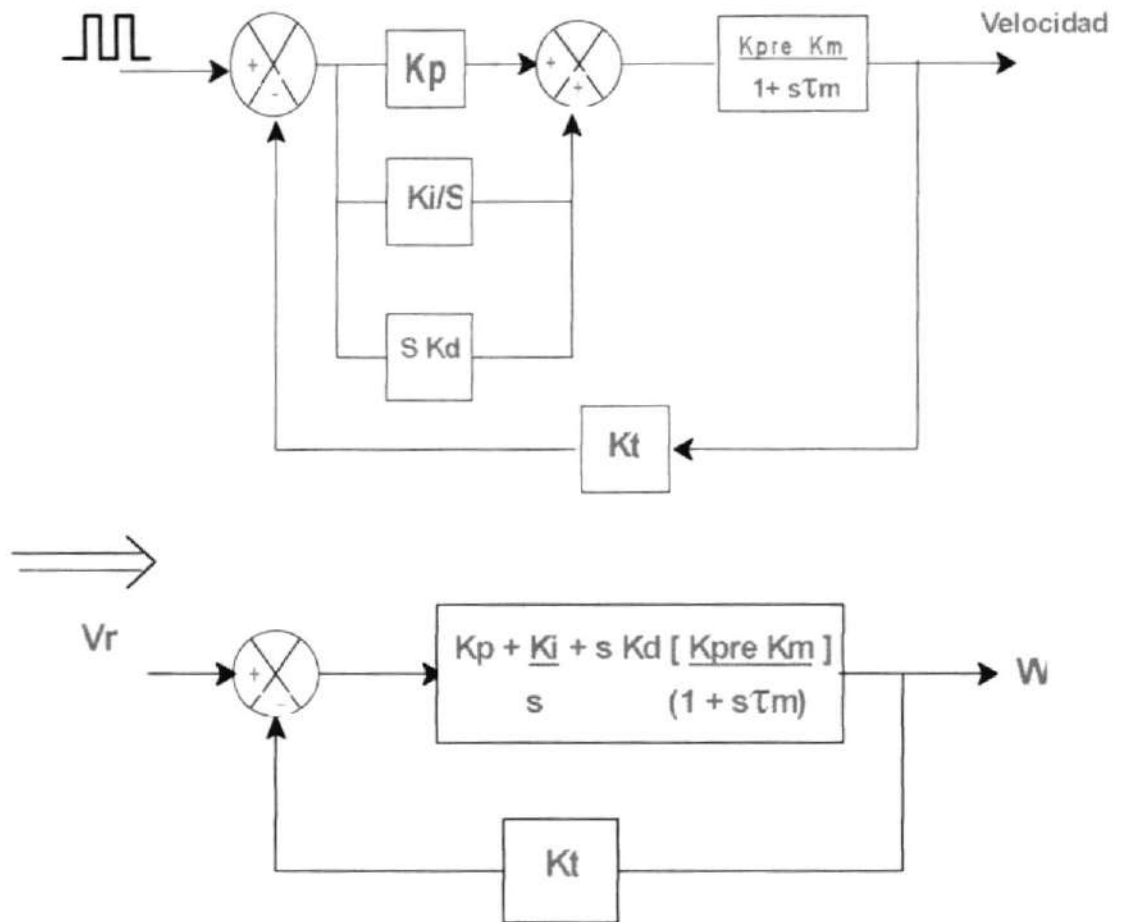 Velocidad
+
-
Kp
+
+
Kpre Km
1+ sτm
Ki/S
S Kd
Kt
Vr
+
-
Kp + Ki + s Kd [ Kpre Km ]
s (1 + sτm)
W
Kt